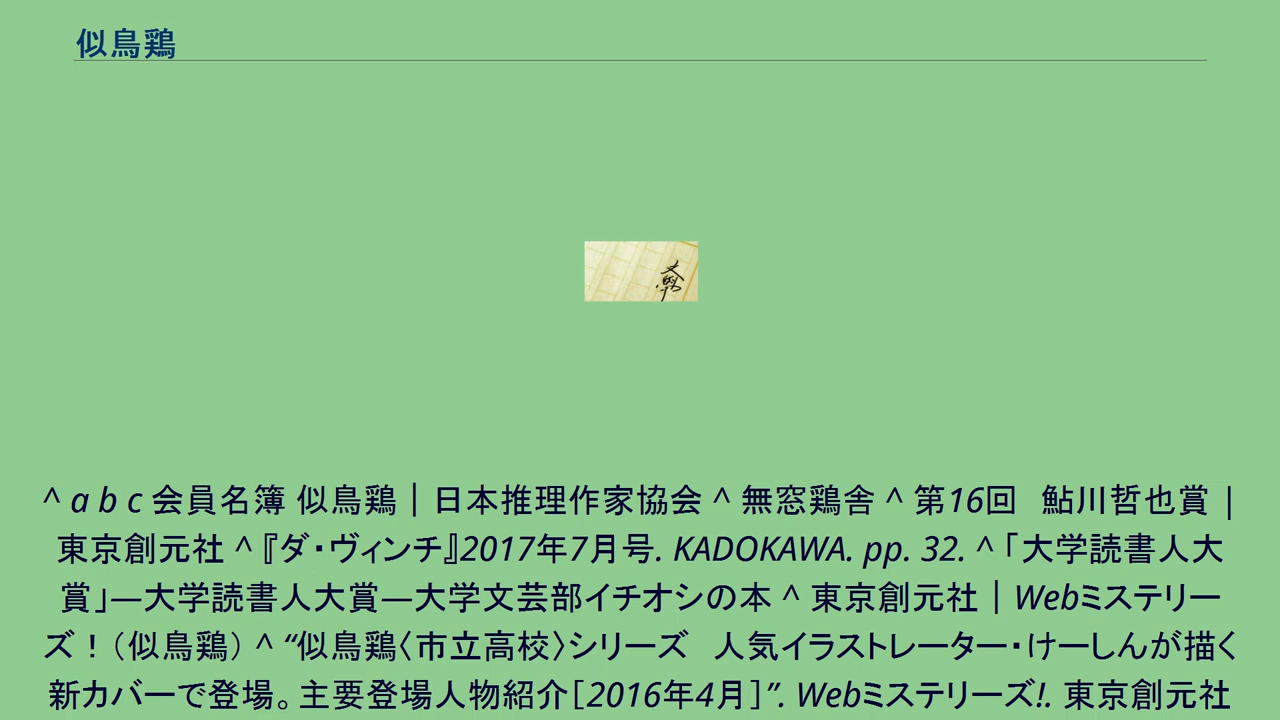 似鳥鶏
^ a b c 会員名簿 似鳥鶏｜日本推理作家協会 ^ 無窓鶏舎 ^ 第16回　鮎川哲也賞 |
東京創元社 ^『ダ・ヴィンチ』2017年7月号. KADOKAWA. pp. 32. ^「大学読書人大
賞」―大学読書人大賞―大学文芸部イチオシの本 ^ 東京創元社｜Webミステリー
ズ！（似鳥鶏） ^ “似鳥鶏〈市立高校〉シリーズ　人気イラストレーター・けーしんが描く
新カバーで登場。主要登場人物紹介［2016年4月］”. Webミステリーズ!. 東京創元社